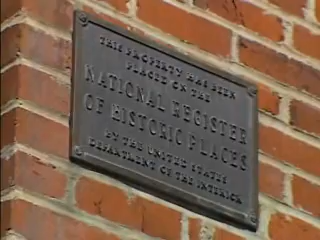 THIS PROPERTY HAS BEEN
PLACED ON THE
NATIONAL REGISTER
OF HISTORIC PLACES
BY THE UNITED STATES
DEPARTMENT OF THE INTERIOR